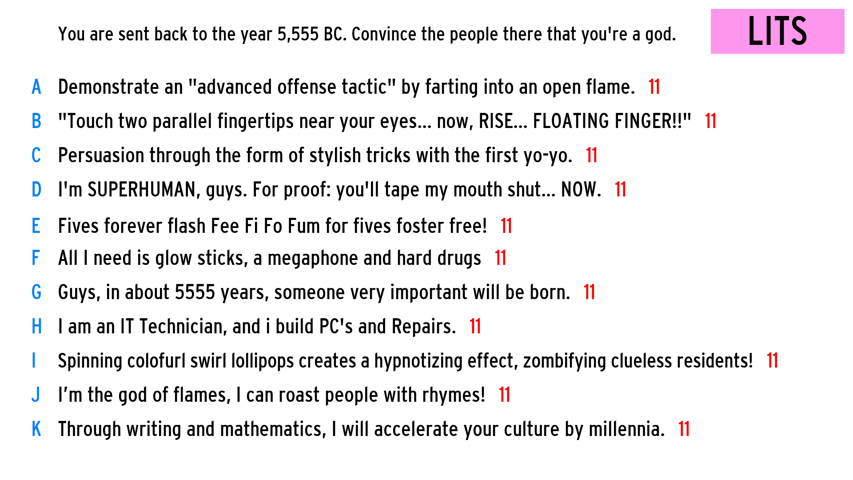 You are sent back to the year 5,555 BC. Convince the people there that you're a god.
LITS
A Demonstrate an "advanced offense tactic" by farting into an open flame. 11
B "Touch two parallel fingertips near your eyes... now, RISE... FLOATING FINGER!!" 11
C Persuasion through the form of stylish tricks with the first yo-yo. 11
D I'm SUPERHUMAN, guys. For proof: you'll tape my mouth shut... NOW. 11
E Fives forever flash Fee Fi Fo Fum for fives foster free! 11
F All I need is glow sticks, a megaphone and hard drugs 11
G Guys, in about 5555 years, someone very important will be born. 11
H I am an IT Technician, and i build PC's and Repairs. 11
I Spinning colofurl swirl lollipops creates a hypnotizing effect, zombifying clueless residents! 11
J I’m the god of flames, I can roast people with rhymes! 11
K Through writing and mathematics, I will accelerate your culture by millennia. 11